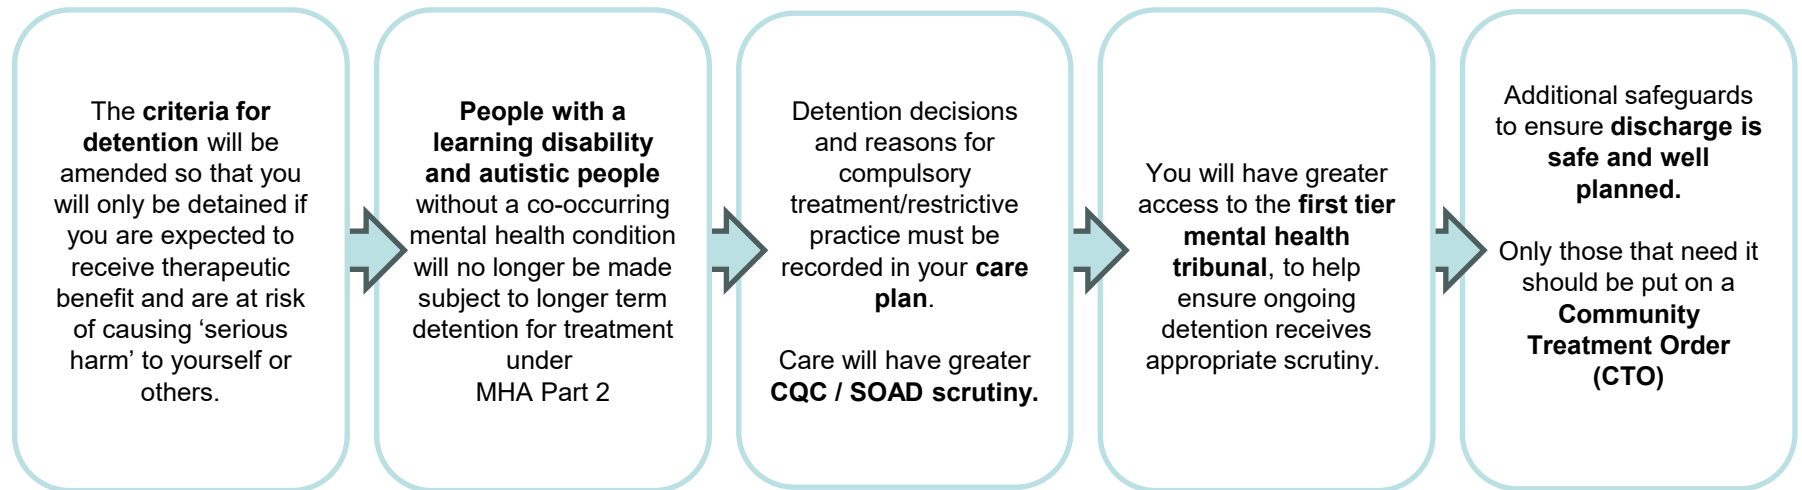 The criteria for
detention will be
amended so that you
will only be detained if
you are expected to
receive therapeutic
benefit and are at risk
of causing ‘serious
harm’ to yourself or
others.
People with a
learning disability
and autistic people
without a co-occurring
mental health condition
will no longer be made
subject to longer term
detention for treatment
under
MHA Part 2
Detention decisions
and reasons for
compulsory
treatment/restrictive
practice must be
recorded in your care
plan.
Care will have greater
CQC / SOAD scrutiny.
You will have greater
access to the first tier
mental health
tribunal, to help
ensure ongoing
detention receives
appropriate scrutiny.
Additional safeguards
to ensure discharge is
safe and well
planned.
Only those that need it
should be put on a
Community
Treatment Order
(CTO)